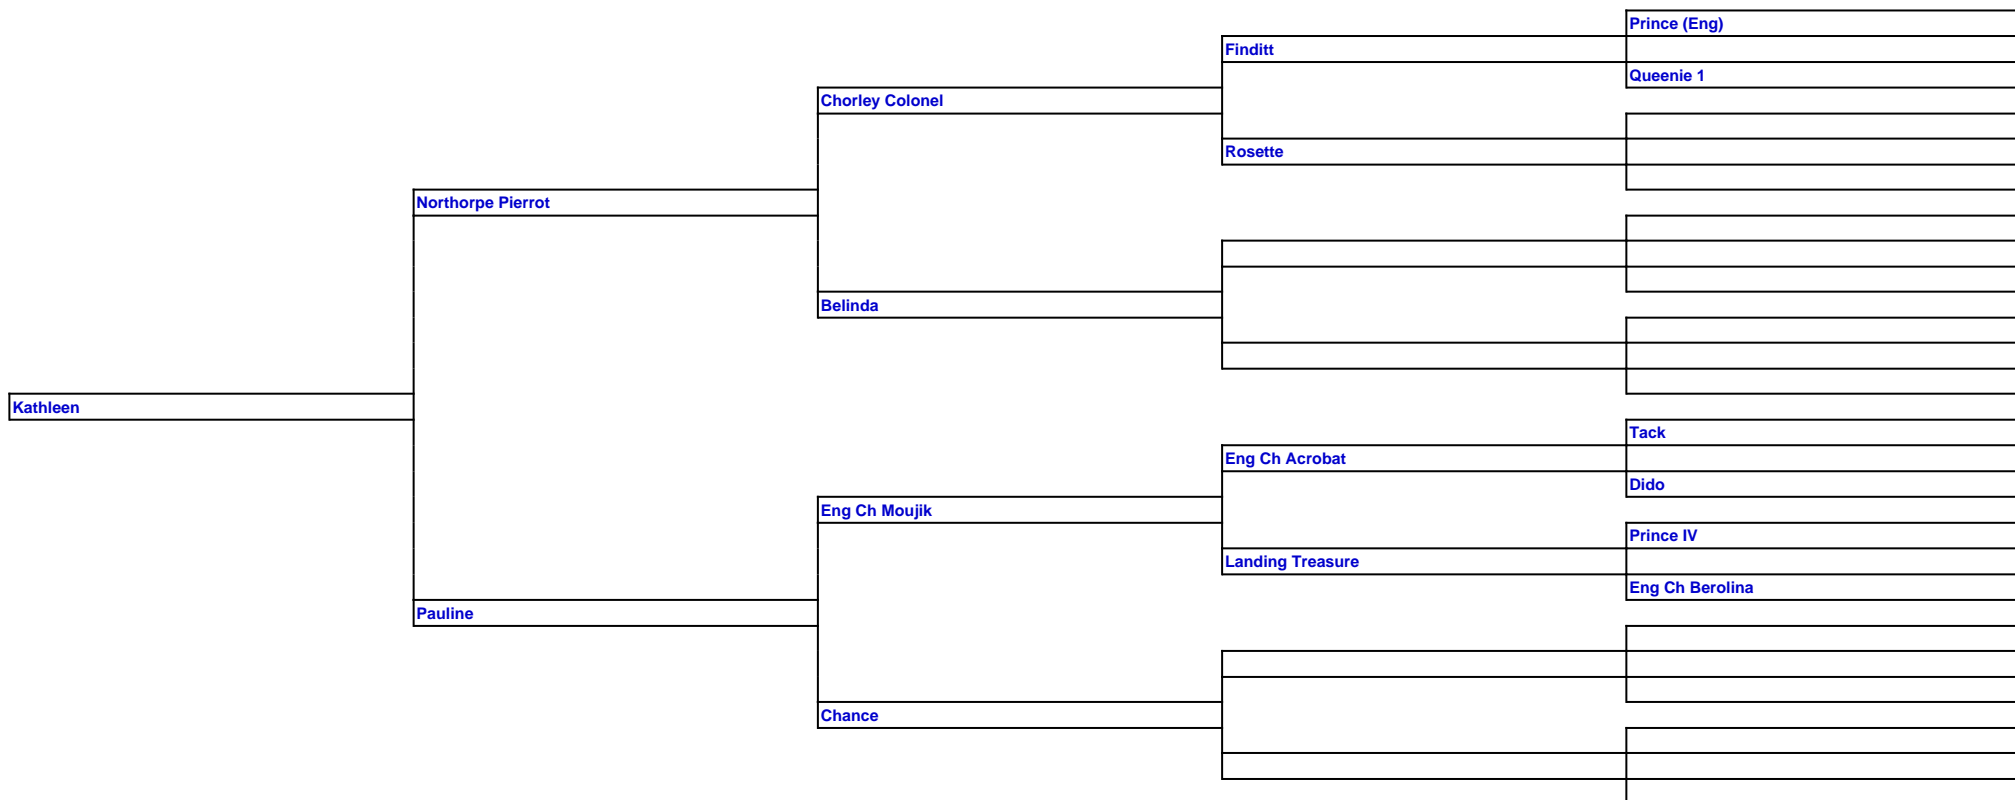 Prince (Eng)
Finditt
Queenie 1
Chorley Colonel
Rosette
Northorpe Pierrot
Belinda
Kathleen
Tack
Eng Ch Acrobat
Dido
Eng Ch Moujik
Prince IV
Landing Treasure
Eng Ch Berolina
Pauline
Chance